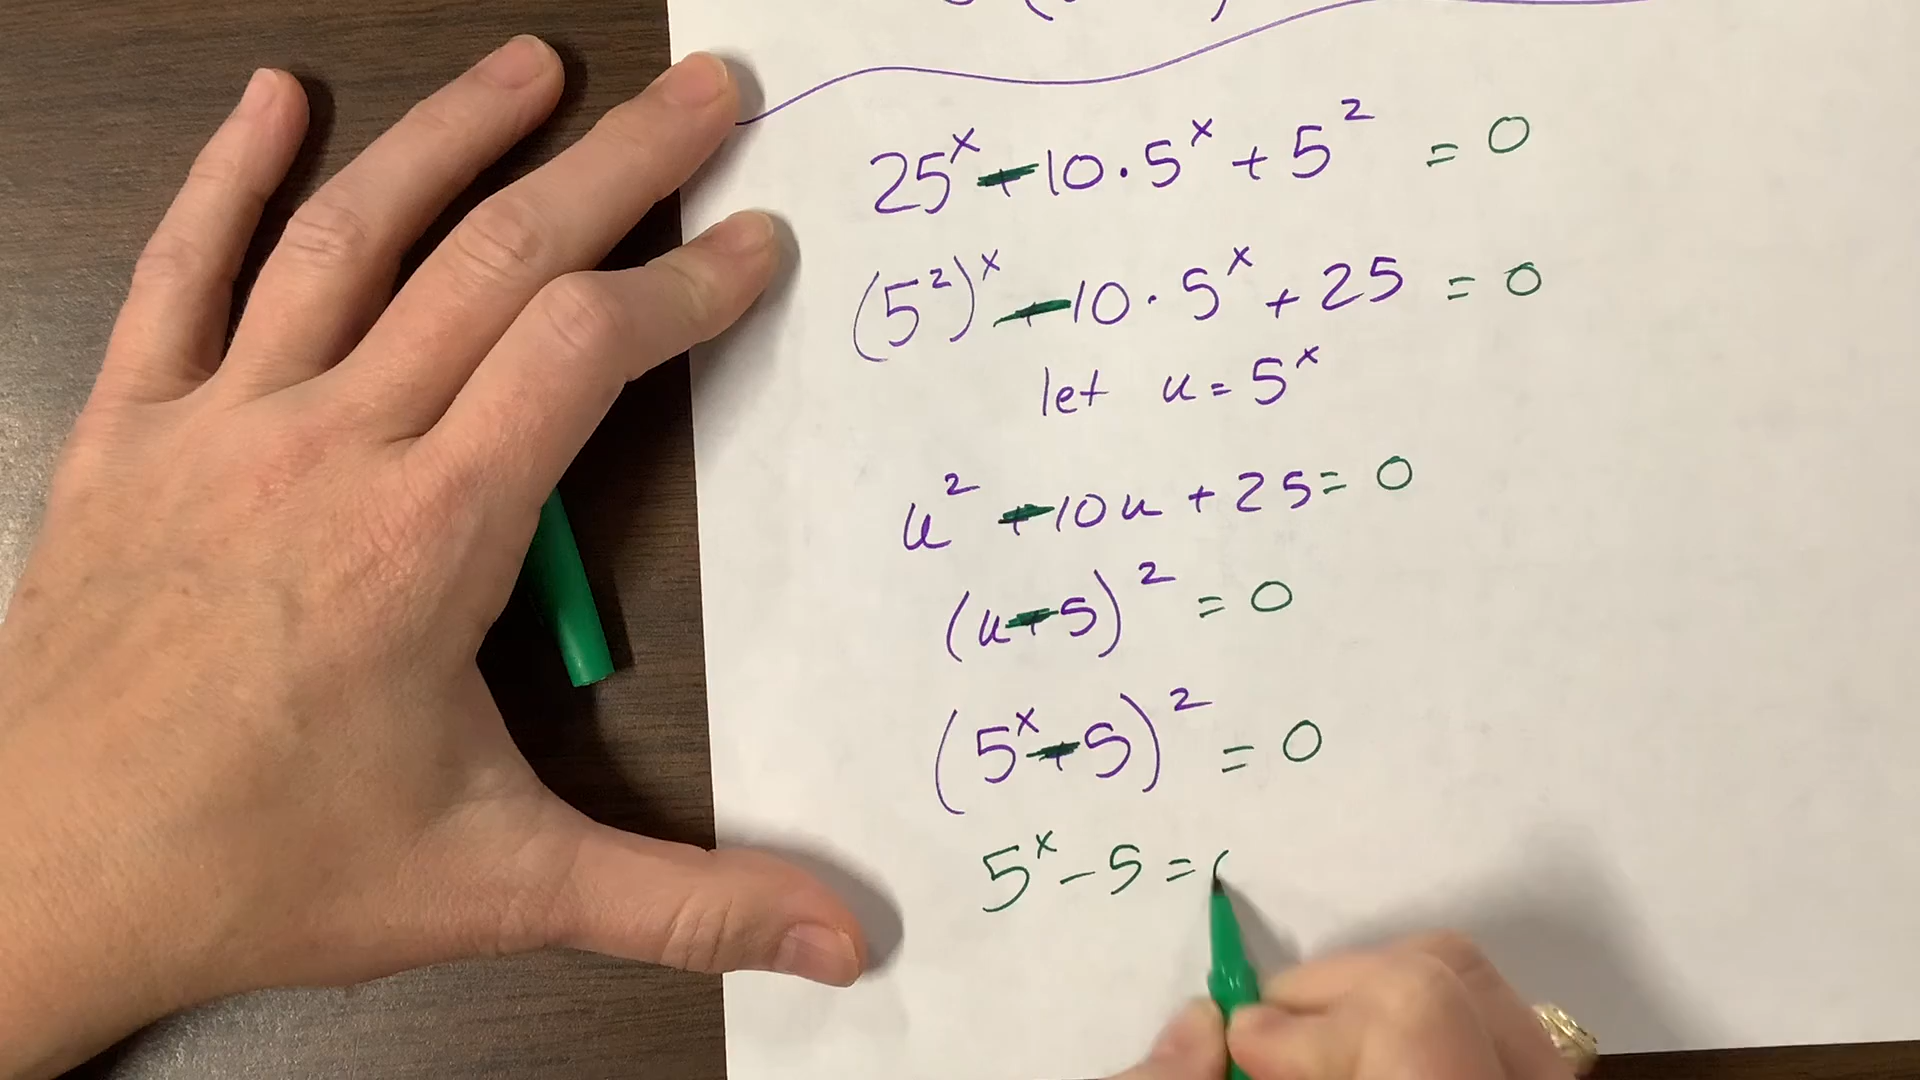 25^x - 10 · 5^x + 5^2 = 0
(5^2)^x - 10 · 5^x + 25 = 0
let u = 5^x
u^2 - 10u + 25 = 0
(u - 5)^2 = 0
(5^x - 5)^2 = 0
5^x - 5 =